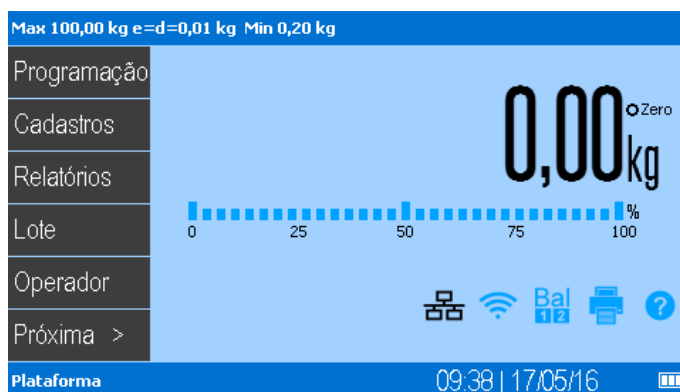 Max 100,00 kg e=d=0,01 kg Min 0,20 kg
Programação
Cadastros
Relatórios
Lote
Operador
Próxima >
0,00 kg
Zero
%
0 25 50 75 100
Bal
1 2
?
Plataforma
09:38 | 17/05/16